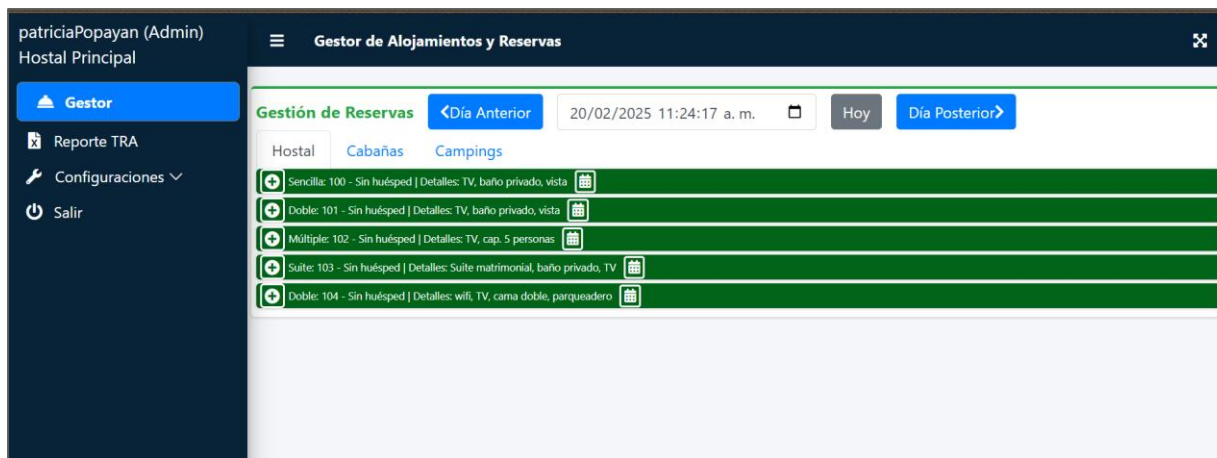 patriciaPopayan (Admin)
Hostal Principal
Gestor de Alojamientos y Reservas
Gestor
Reporte TRA
Configuraciones
Salir
Gestión de Reservas
Día Anterior
20/02/2025 11:24:17 a. m.
Hoy
Día Posterior
Hostal
Cabañas
Campings
Sencilla: 100 - Sin huésped | Detalles: TV, baño privado, vista
Doble: 101 - Sin huésped | Detalles: TV, baño privado, vista
Múltiple: 102 - Sin huésped | Detalles: TV, cap. 5 personas
Suite: 103 - Sin huésped | Detalles: Suite matrimonial, baño privado, TV
Doble: 104 - Sin huésped | Detalles: wifi, TV, cama doble, parqueadero